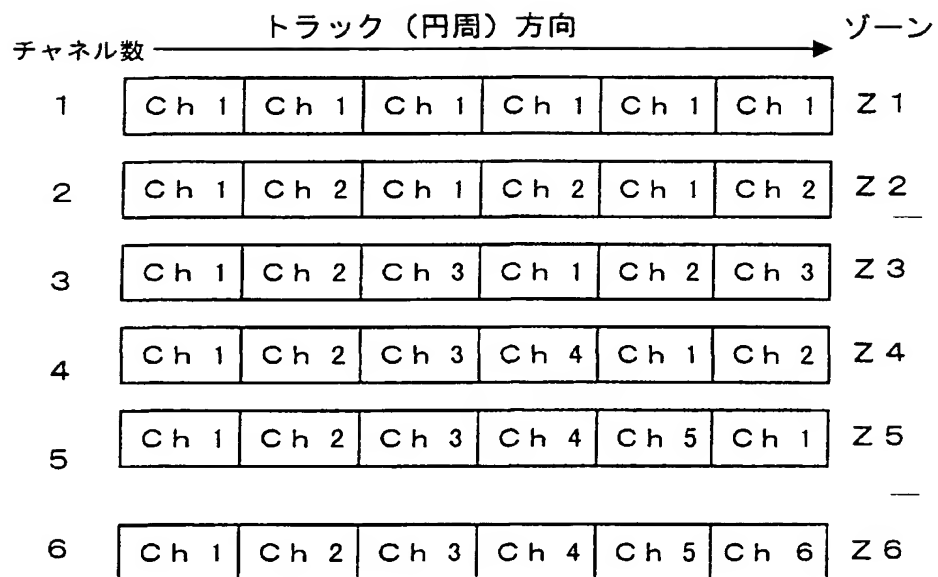 トラック（円周）方向 ゾーン
チャネル数
1 Ch 1 Ch 1 Ch 1 Ch 1 Ch 1 Ch 1 Z 1
2 Ch 1 Ch 2 Ch 1 Ch 2 Ch 1 Ch 2 Z 2
3 Ch 1 Ch 2 Ch 3 Ch 1 Ch 2 Ch 3 Z 3
4 Ch 1 Ch 2 Ch 3 Ch 4 Ch 1 Ch 2 Z 4
5 Ch 1 Ch 2 Ch 3 Ch 4 Ch 5 Ch 1 Z 5
6 Ch 1 Ch 2 Ch 3 Ch 4 Ch 5 Ch 6 Z 6